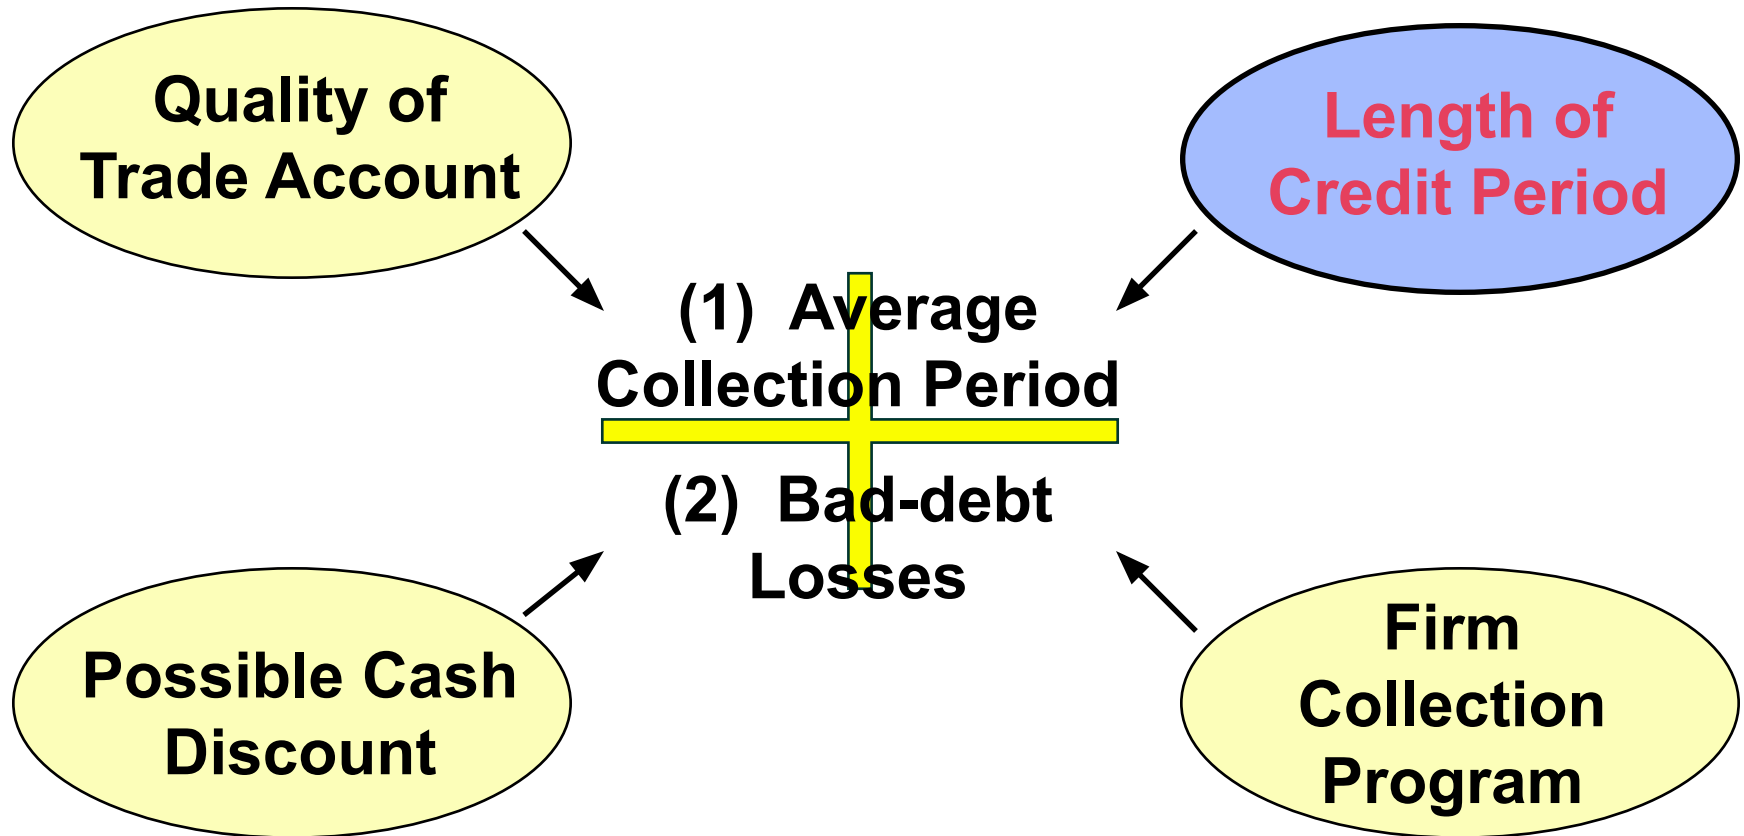 Quality of
Trade Account
Length of
Credit Period
(1) Average
Collection Period
(2) Bad-debt
Losses
Possible Cash
Discount
Firm
Collection
Program